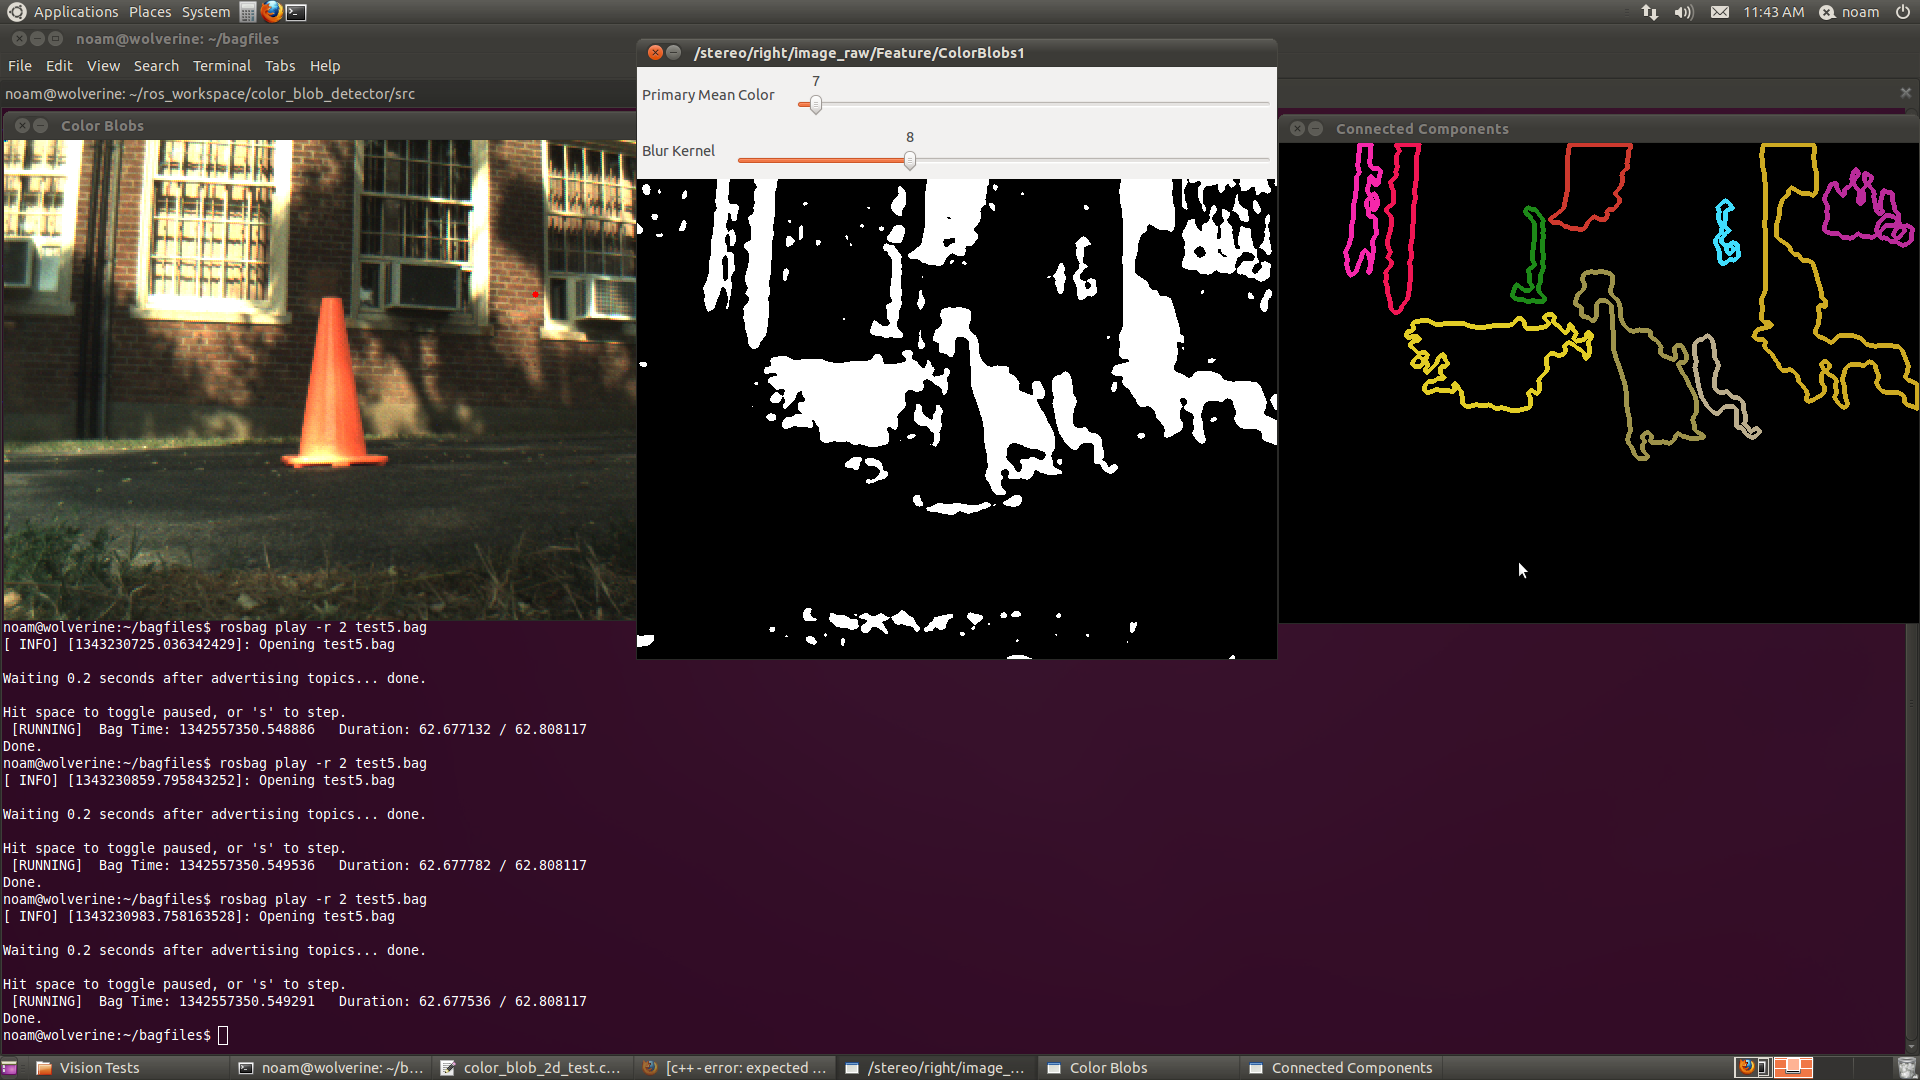 Applications Places System
11:43 AM noam
noam@wolverine: ~/bagfiles
File Edit View Search Terminal Tabs Help
noam@wolverine: ~/ros_workspace/color_blob_detector/src
Color Blobs
/stereo/right/image_raw/Feature/ColorBlobs1
7
Primary Mean Color
8
Blur Kernel
Connected Components
noam@wolverine:~/bagfiles$ rosbag play -r 2 test5.bag
[ INFO] [1343230725.036342429]: Opening test5.bag
Waiting 0.2 seconds after advertising topics... done.
Hit space to toggle paused, or 's' to step.
[RUNNING]  Bag Time: 1342557350.548886   Duration: 62.677132 / 62.808117
Done.
noam@wolverine:~/bagfiles$ rosbag play -r 2 test5.bag
[ INFO] [1343230859.795843252]: Opening test5.bag
Waiting 0.2 seconds after advertising topics... done.
Hit space to toggle paused, or 's' to step.
[RUNNING]  Bag Time: 1342557350.549536   Duration: 62.677782 / 62.808117
Done.
noam@wolverine:~/bagfiles$ rosbag play -r 2 test5.bag
[ INFO] [1343230983.758163528]: Opening test5.bag
Waiting 0.2 seconds after advertising topics... done.
Hit space to toggle paused, or 's' to step.
[RUNNING]  Bag Time: 1342557350.549291   Duration: 62.677536 / 62.808117
Done.
noam@wolverine:~/bagfiles$
Vision Tests
noam@wolverine: ~/b...
color_blob_2d_test.c...
[c++ - error: expected ...
/stereo/right/image_...
Color Blobs
Connected Components